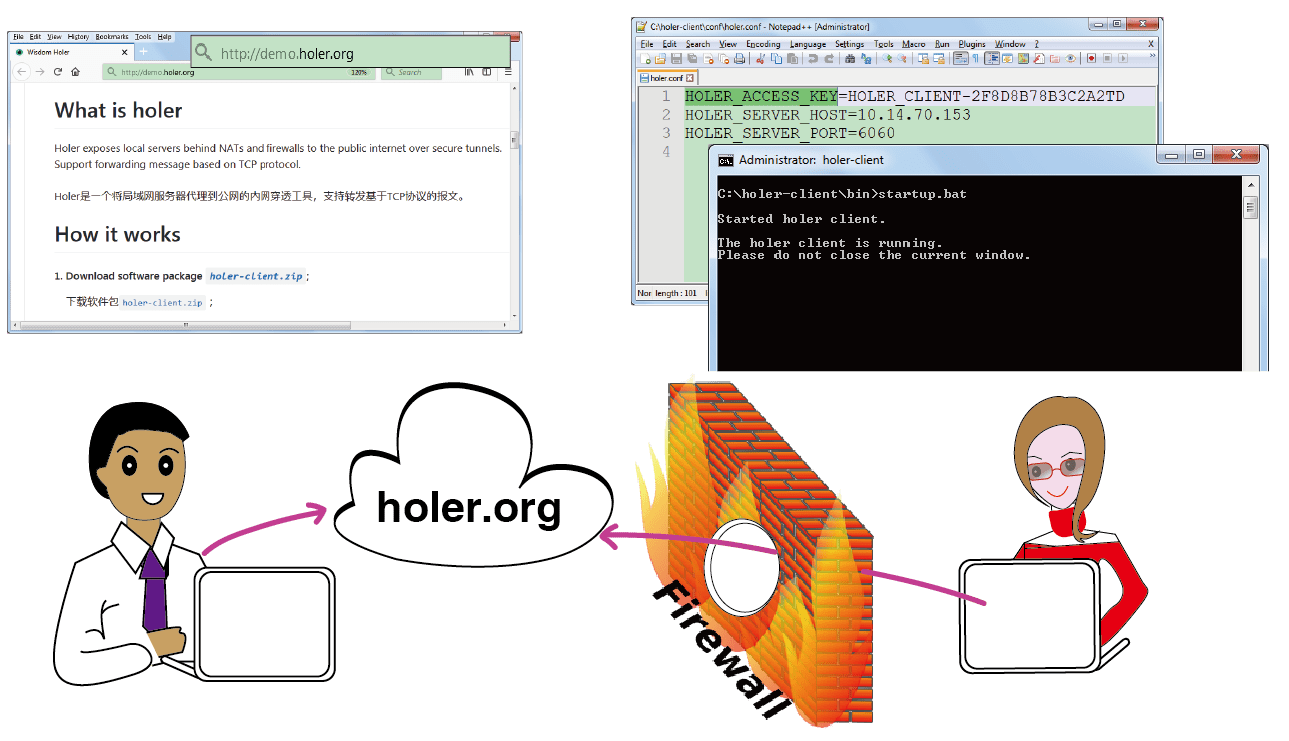 File Edit View History Bookmarks Tools Help
Wisdom Holer
http://demo.holer.org
http://demo.holer.org
120%
Search
What is holer
Holer exposes local servers behind NATs and firewalls to the public internet over secure tunnels.
Support forwarding message based on TCP protocol.
Holer是一个将局域网服务器代理到公网的内网穿透工具，支持转发基于TCP协议的报文。
How it works
1. Download software package holer-client.zip ;
下载软件包 holer-client.zip ；
C:\holer-client\conf\holer.conf - Notepad++ [Administrator]
File Edit Search View Encoding Language Settings Tools Macro Run Plugins Window ? X
holer.conf
1 HOLER_ACCESS_KEY=HOLER_CLIENT-2F8D8B78B3C2A2TD
2 HOLER_SERVER_HOST=10.14.70.153
3 HOLER_SERVER_PORT=6060
4
Nor length : 101
Administrator: holer-client
C:\holer-client\bin>startup.bat
Started holer client.
The holer client is running.
Please do not close the current window.
holer.org
Firewall